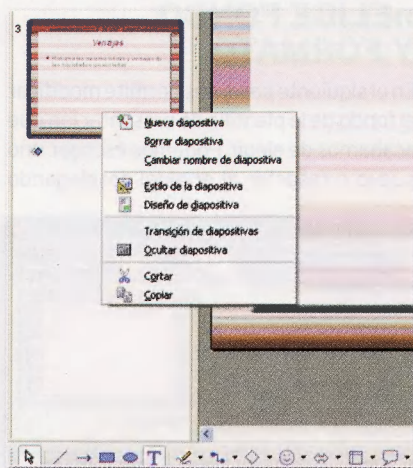 3
Ventajas
Nueva diapositiva
Borrar diapositiva
Cambiar nombre de diapositiva
Estilo de la diapositiva
Diseño de diapositiva
Transición de diapositivas
Ocultar diapositiva
Cortar
Copiar
T